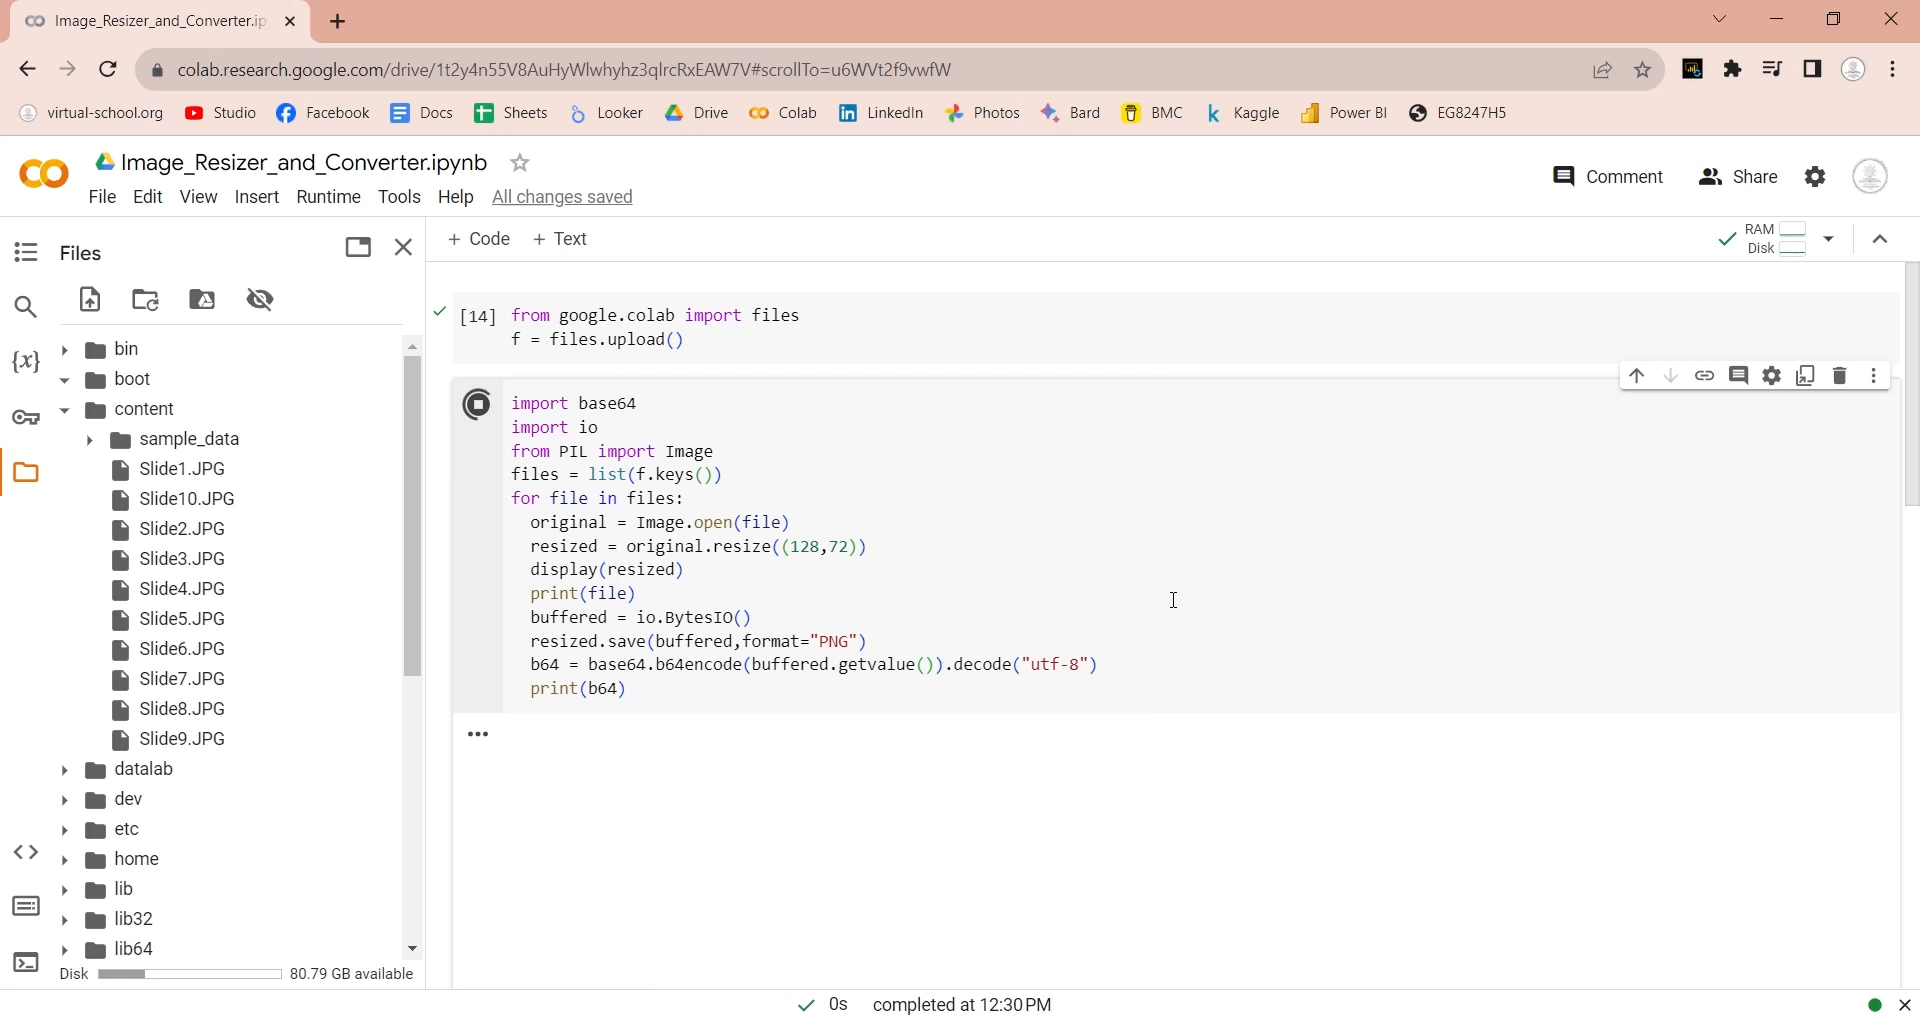 Image_Resizer_and_Converter.ip
colab.research.google.com/drive/1t2y4n55V8AuHyWlwhyhz3qlrcRxEAW7V#scrollTo=u6WVt2f9vwfW
virtual-school.org Studio Facebook Docs Sheets Looker Drive Colab LinkedIn Photos Bard BMC Kaggle Power BI EG8247H5
Image_Resizer_and_Converter.ipynb
Comment Share
File Edit View Insert Runtime Tools Help All changes saved
Files
+ Code + Text
RAM
Disk
{x}
bin
boot
content
sample_data
Slide1.JPG
Slide10.JPG
Slide2.JPG
Slide3.JPG
Slide4.JPG
Slide5.JPG
Slide6.JPG
Slide7.JPG
Slide8.JPG
Slide9.JPG
datalab
dev
etc
home
lib
lib32
lib64
Disk 80.79 GB available
[14] from google.colab import files
f = files.upload()
import base64
import io
from PIL import Image
files = list(f.keys())
for file in files:
  original = Image.open(file)
  resized = original.resize((128,72))
  display(resized)
  print(file)
  buffered = io.BytesIO()
  resized.save(buffered,format="PNG")
  b64 = base64.b64encode(buffered.getvalue()).decode("utf-8")
  print(b64)
0s completed at 12:30 PM